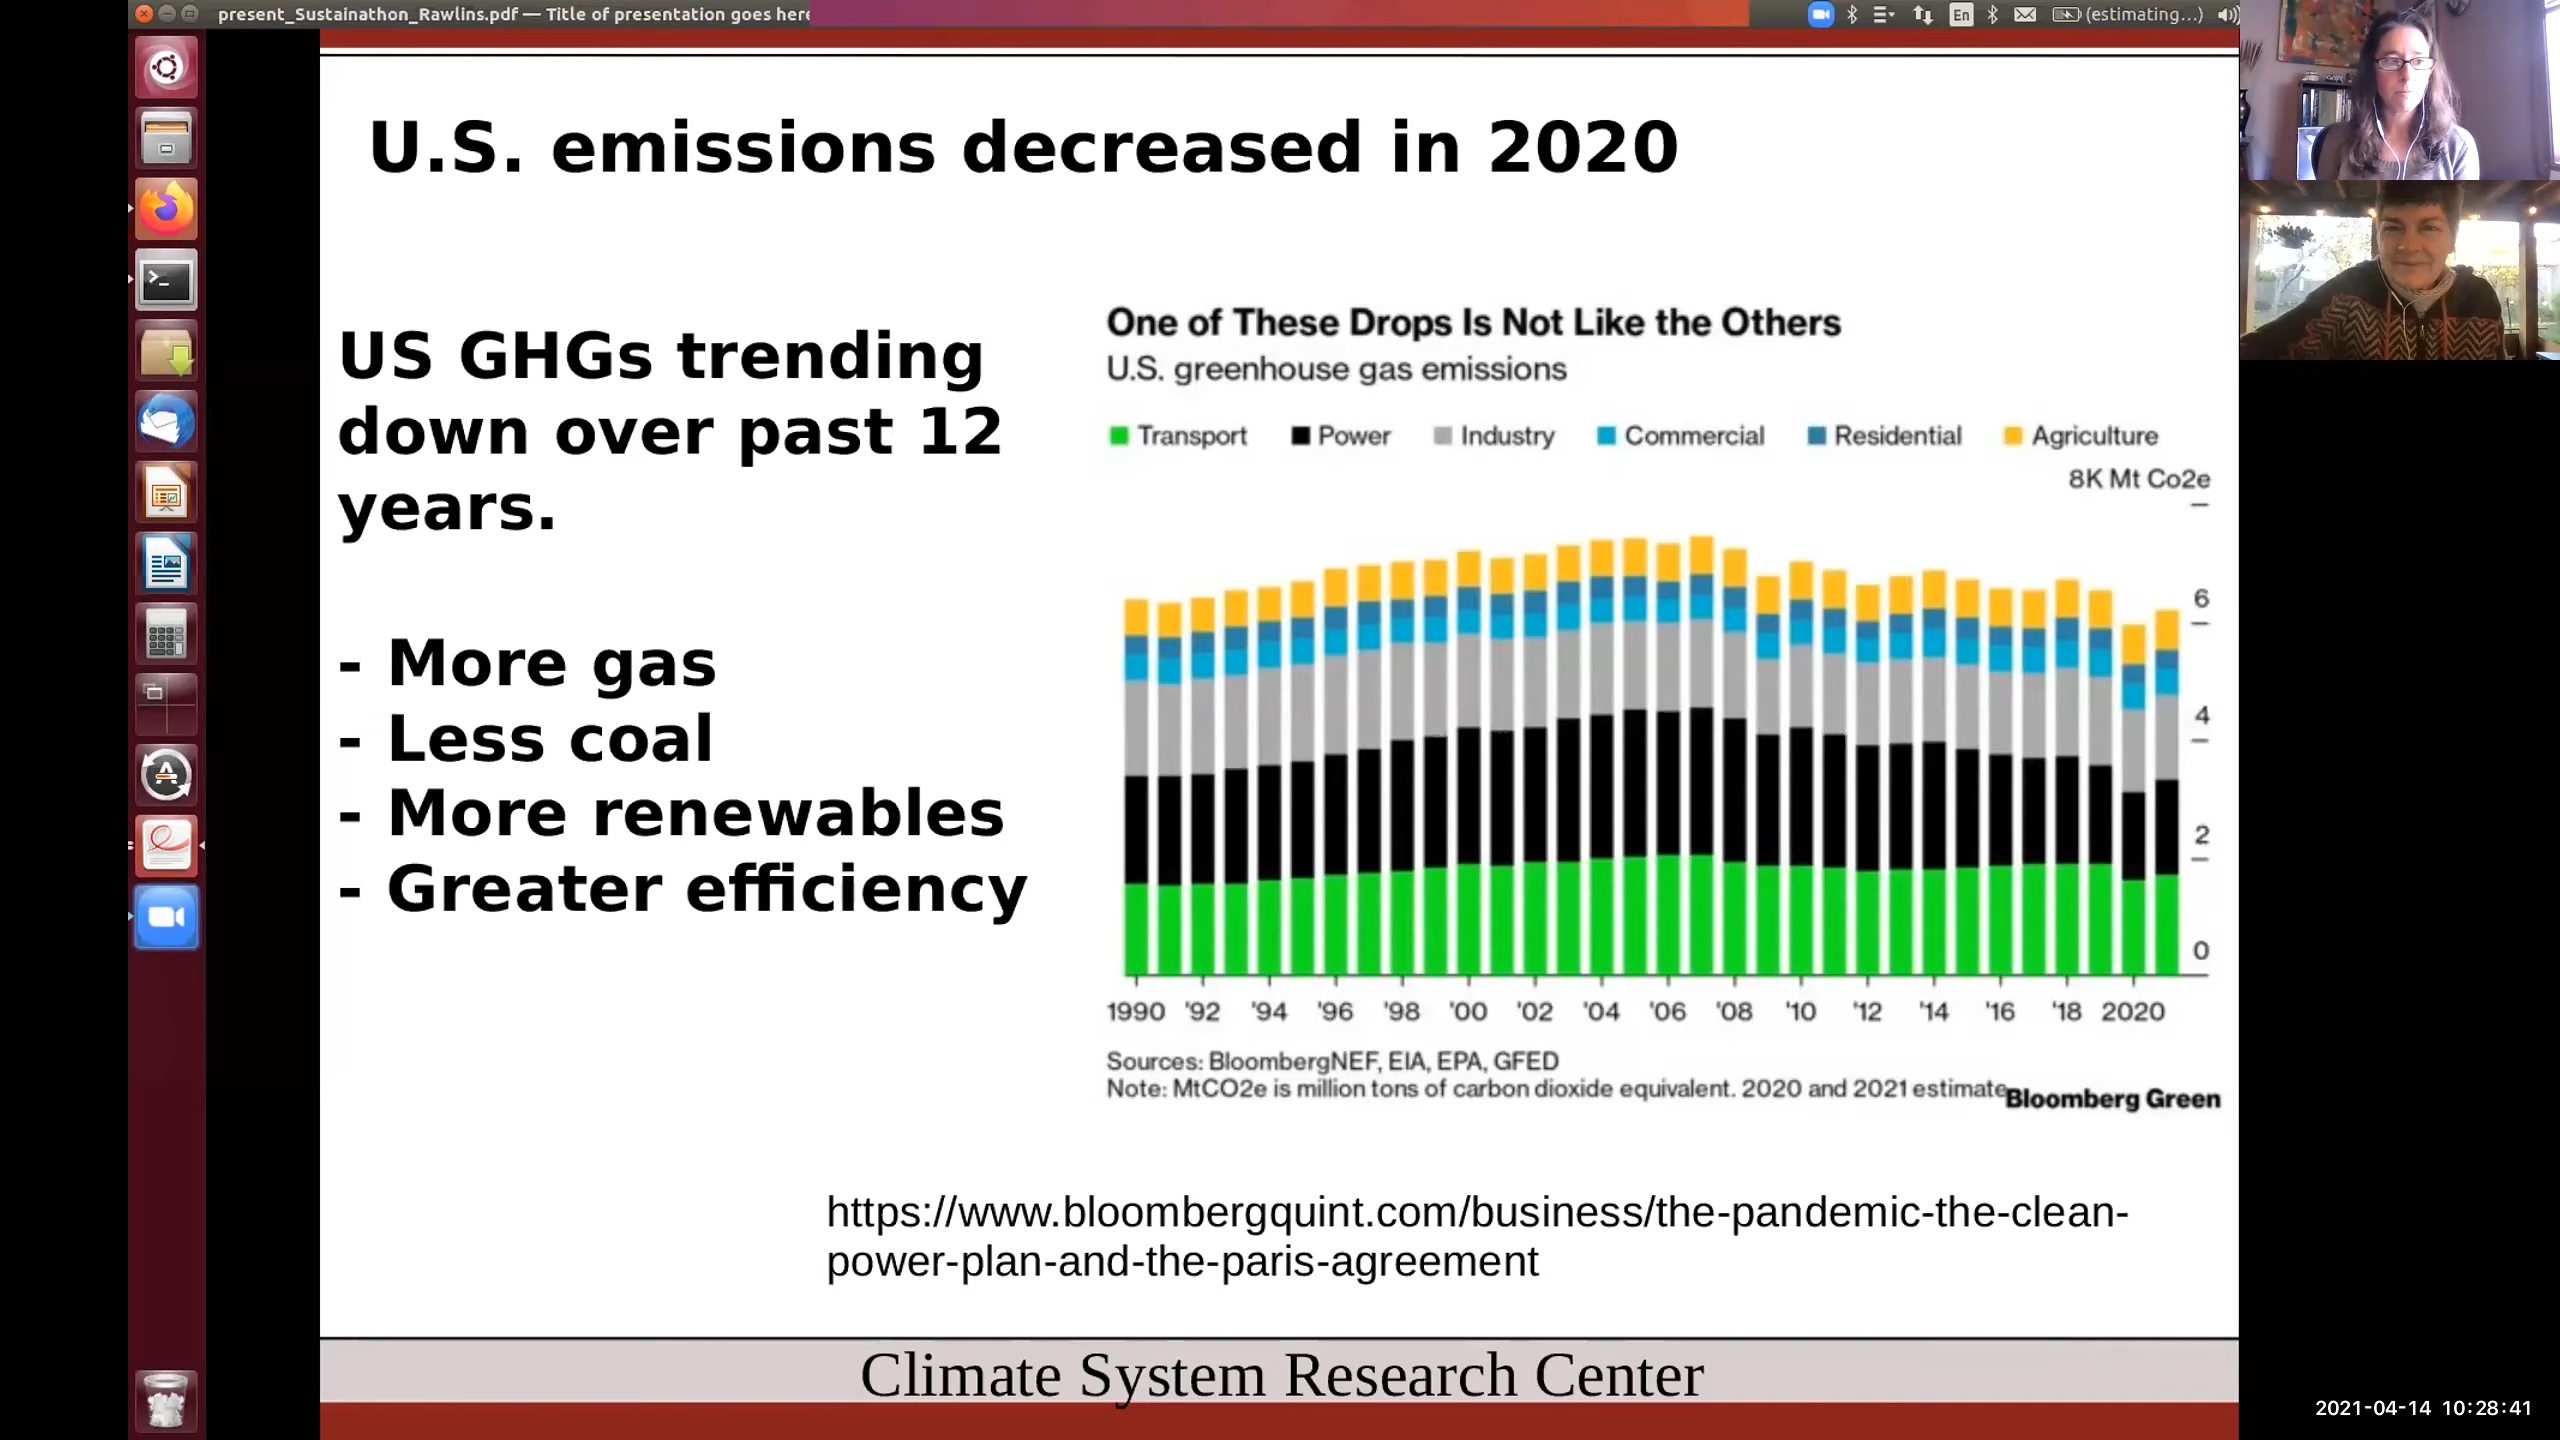 present_Sustainathon_Rawlins.pdf — Title of presentation goes here
En
(estimating...)
U.S. emissions decreased in 2020
US GHGs trending
down over past 12
years.
- More gas
- Less coal
- More renewables
- Greater efficiency
One of These Drops Is Not Like the Others
U.S. greenhouse gas emissions
Transport Power Industry Commercial Residential Agriculture
8K Mt Co2e
6
4
2
0
1990 '92 '94 '96 '98 '00 '02 '04 '06 '08 '10 '12 '14 '16 '18 2020
Sources: BloombergNEF, EIA, EPA, GFED
Note: MtCO2e is million tons of carbon dioxide equivalent. 2020 and 2021 estimate
Bloomberg Green
https://www.bloombergquint.com/business/the-pandemic-the-clean-
power-plan-and-the-paris-agreement
Climate System Research Center
2021-04-14 10:28:41